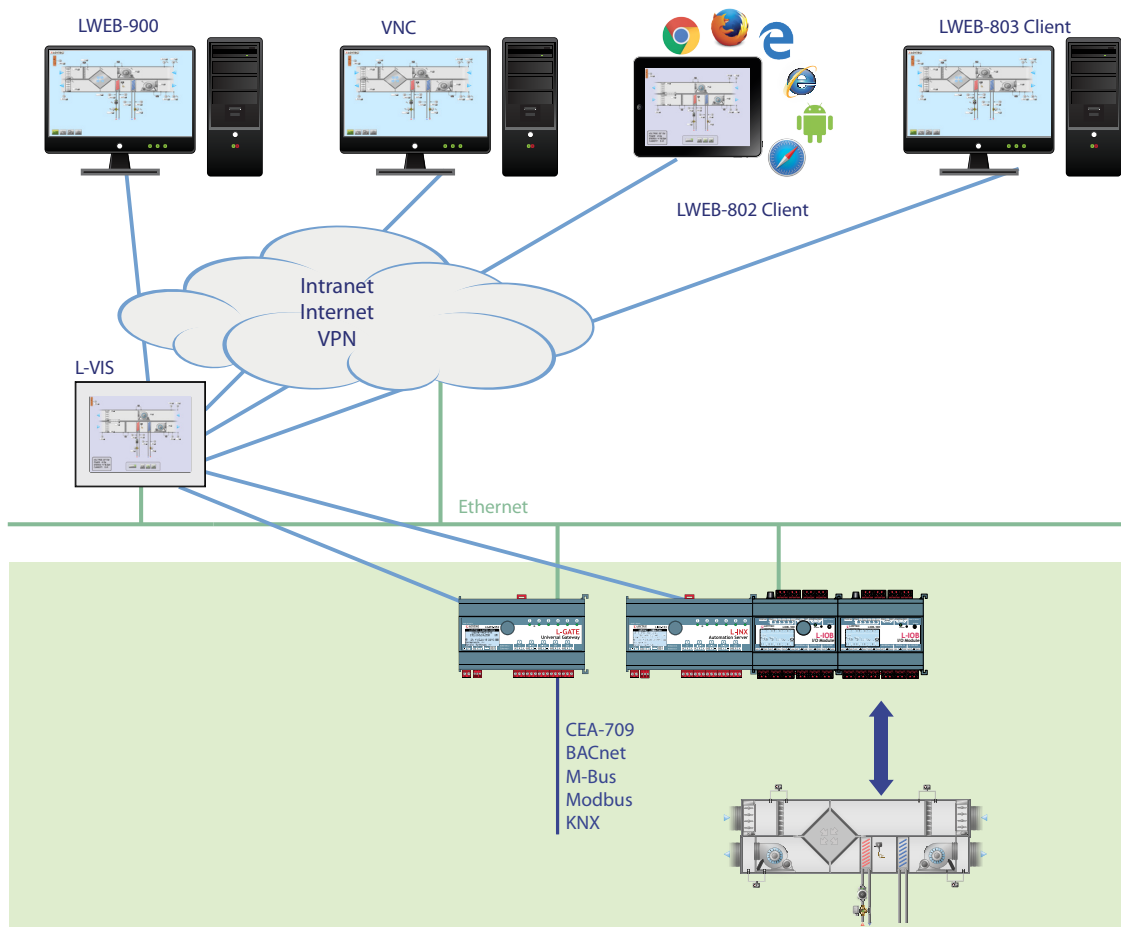 LWEB-900
VNC
LWEB-803 Client
LWEB-802 Client
Intranet
Internet
VPN
L-VIS
Ethernet
L-GATE
Universal Gateway
L-INX
Automation Server
L-IOB
I/O Module
L-IOB
I/O Module
CEA-709
BACnet
M-Bus
Modbus
KNX